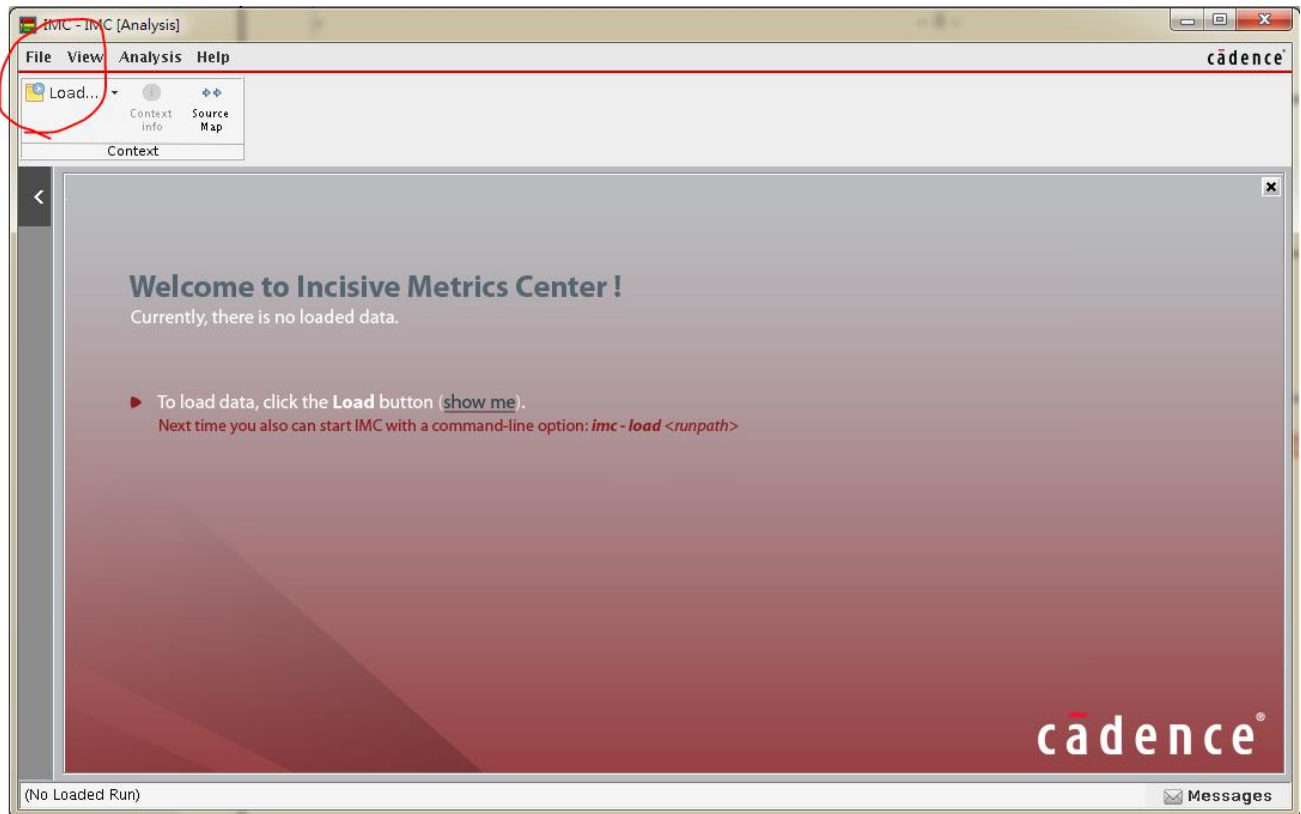 IMC - IMC [Analysis]
File View Analysis Help
cādence
Load...
Context info
Source Map
Context
Welcome to Incisive Metrics Center !
Currently, there is no loaded data.
To load data, click the Load button (show me).
Next time you also can start IMC with a command-line option: imc - load <runpath>
cādence®
(No Loaded Run)
Messages